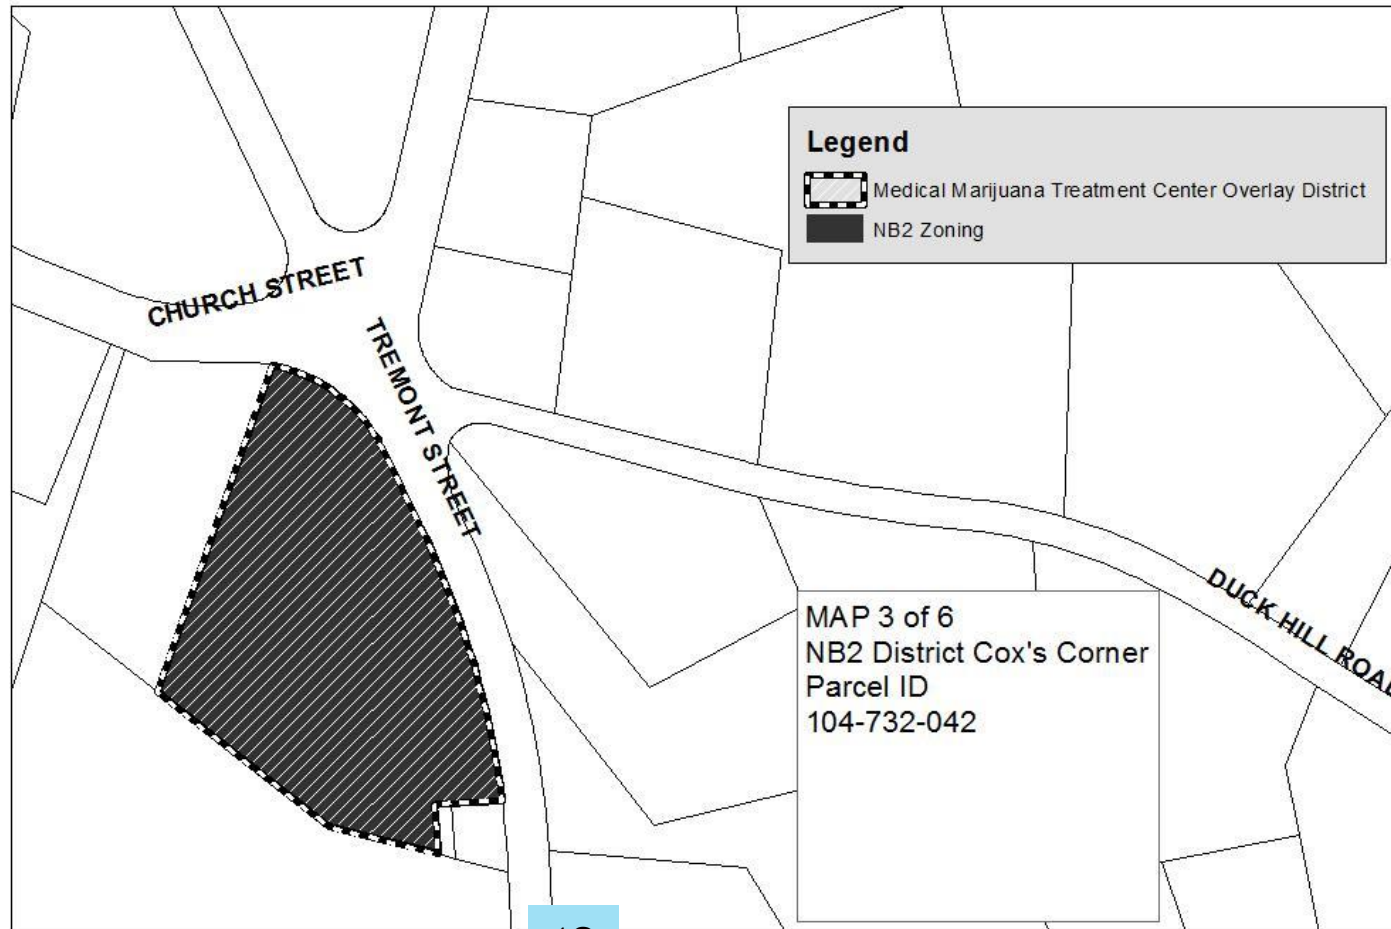 Legend
Medical Marijuana Treatment Center Overlay District
NB2 Zoning
CHURCH STREET
TREMONT STREET
DUCK HILL ROAD
MAP 3 of 6
NB2 District Cox's Corner
Parcel ID
104-732-042